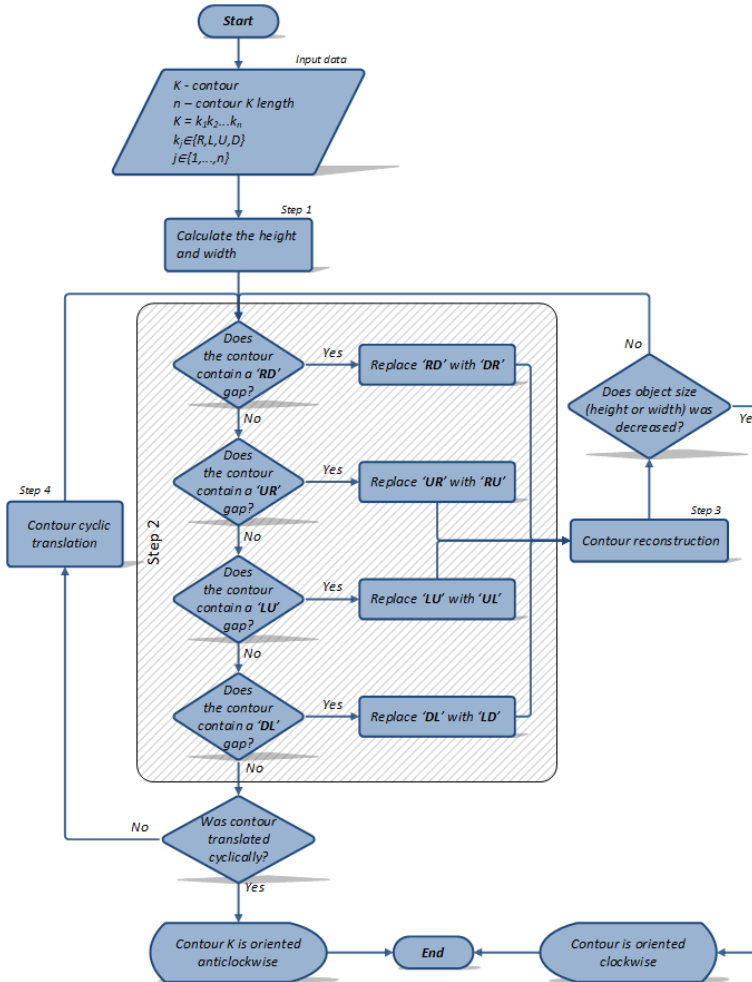 Start
Input data
K - contour
n – contour K length
K = k₁k₂...kₙ
kⱼ∈{R,L,U,D}
j∈{1,...,n}
Step 1
Calculate the height
and width
Does
the contour
contain a ‘RD’
gap?
Yes
Replace ‘RD’ with ‘DR’
No
No
Does object size
(height or width) was
decreased?
Does
the contour
contain a ‘UR’
gap?
Yes
Replace ‘UR’ with ‘RU’
No
Step 4
Contour cyclic
translation
Step 2
Step 3
Contour reconstruction
Does
the contour
contain a ‘LU’
gap?
Yes
Replace ‘LU’ with ‘UL’
No
Does
the contour
contain a ‘DL’
gap?
Yes
Replace ‘DL’ with ‘LD’
No
Was contour
translated
cyclically?
No
Yes
Contour K is oriented
anticlockwise
End
Contour is oriented
clockwise